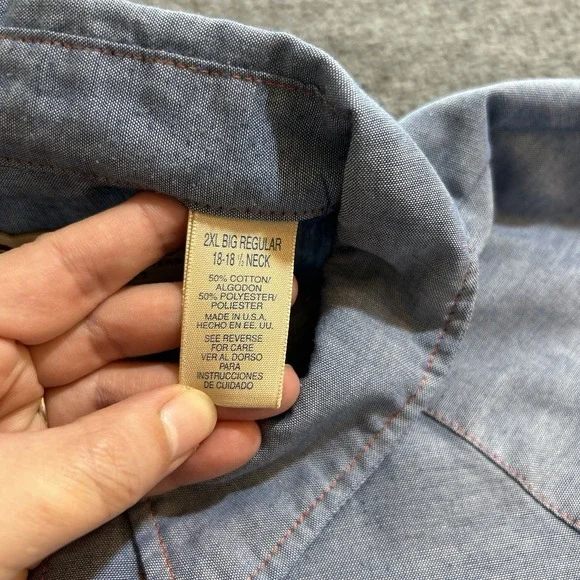 2XL BIG REGULAR
18-18 ½ NECK
50% COTTON/
ALGODON
50% POLYESTER/
POLIESTER
MADE IN U.S.A.
HECHO EN EE. UU.
SEE REVERSE
FOR CARE
VER AL DORSO
PARA
INSTRUCCIONES
DE CUIDADO